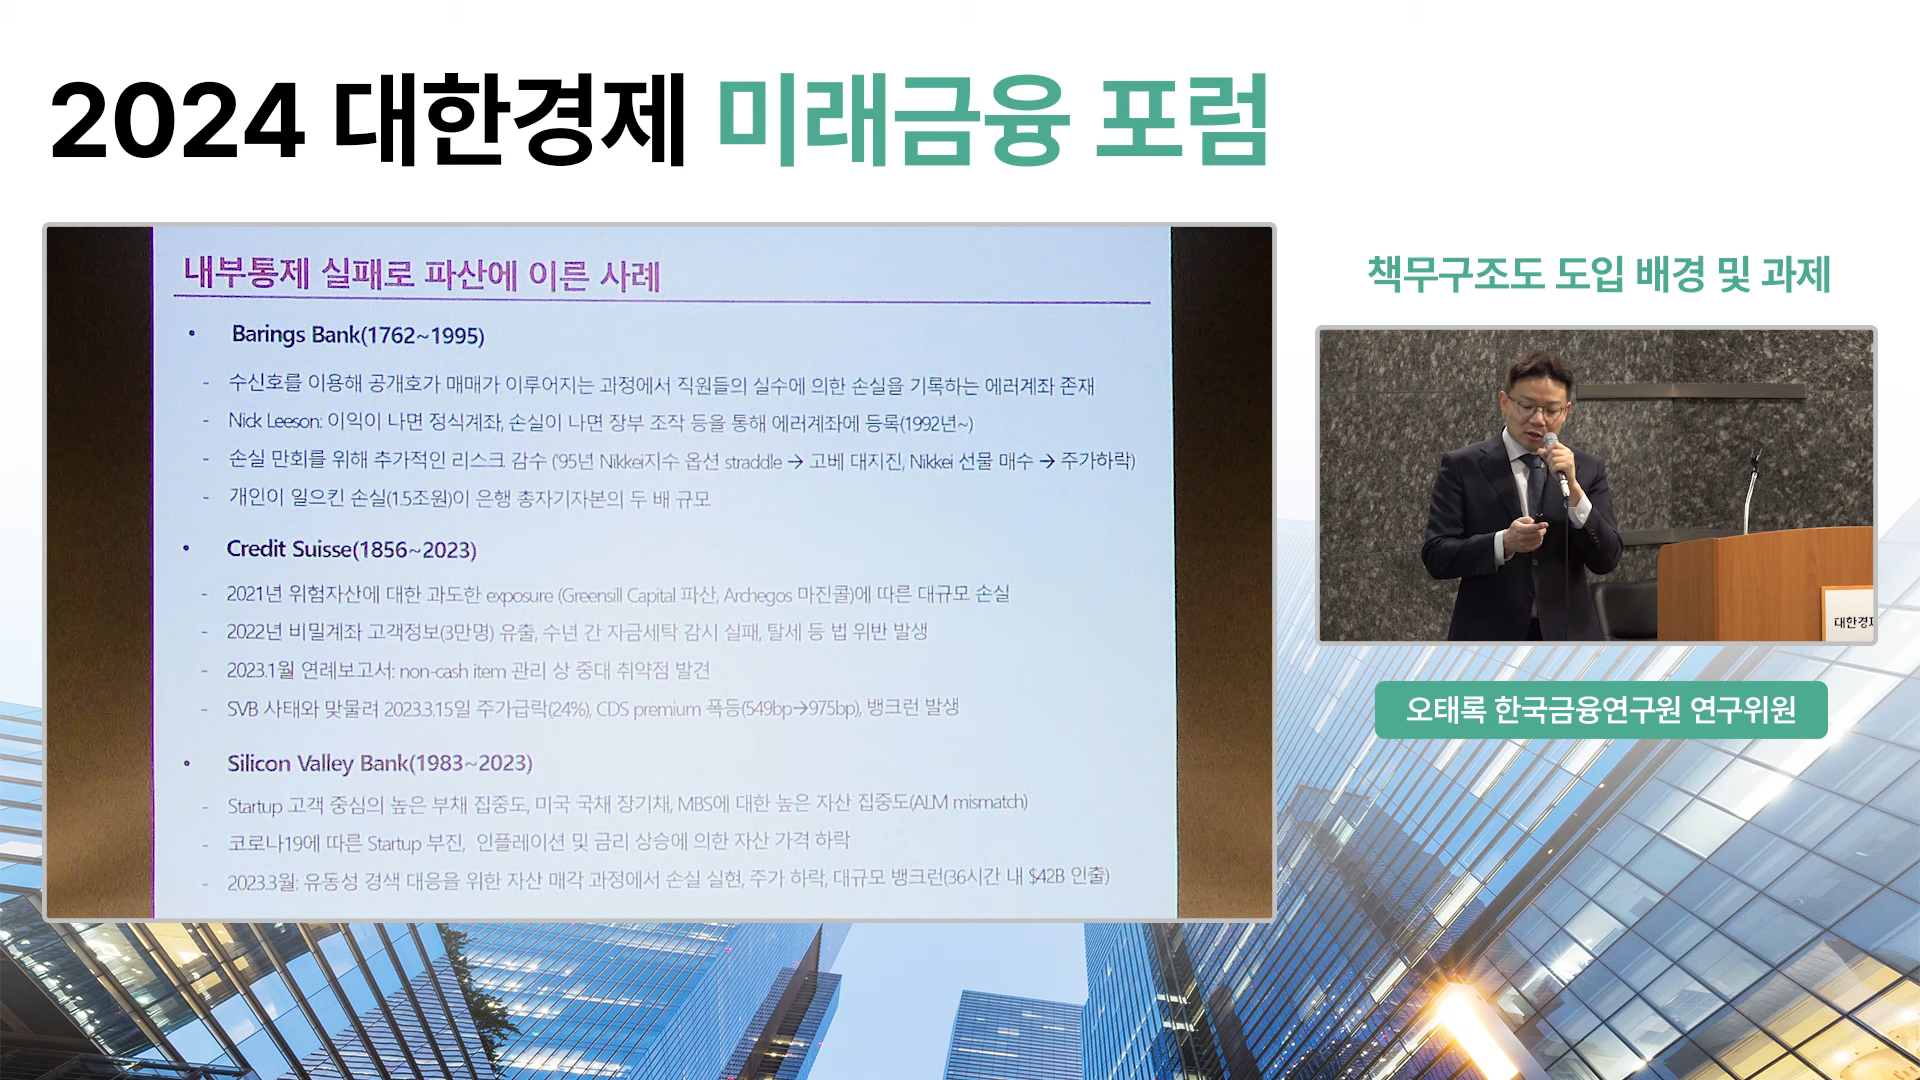 2024 대한경제 미래금융 포럼
내부통제 실패로 파산에 이른 사례
• Barings Bank(1762~1995)
- 수신호를 이용해 공개호가 매매가 이루어지는 과정에서 직원들의 실수에 의한 손실을 기록하는 에러계좌 존재
- Nick Leeson: 이익이 나면 정식계좌, 손실이 나면 장부 조작 등을 통해 에러계좌에 등록(1992년~)
- 손실 만회를 위해 추가적인 리스크 감수 ('95년 Nikkei지수 옵션 straddle → 고베 대지진, Nikkei 선물 매수 → 주가하락)
- 개인이 일으킨 손실(1.5조원)이 은행 총자기자본의 두 배 규모
• Credit Suisse(1856~2023)
- 2021년 위험자산에 대한 과도한 exposure (Greensill Capital 파산, Archegos 마진콜)에 따른 대규모 손실
- 2022년 비밀계좌 고객정보(3만명) 유출, 수년 간 자금세탁 감시 실패, 탈세 등 법 위반 발생
- 2023.1월 연례보고서: non-cash item 관리 상 중대 취약점 발견
- SVB 사태와 맞물려 2023.3.15일 주가급락(24%), CDS premium 폭등(549bp→975bp), 뱅크런 발생
• Silicon Valley Bank(1983~2023)
- Startup 고객 중심의 높은 부채 집중도, 미국 국채 장기채, MBS에 대한 높은 자산 집중도(ALM mismatch)
- 코로나19에 따른 Startup 부진, 인플레이션 및 금리 상승에 의한 자산 가격 하락
- 2023.3월: 유동성 경색 대응을 위한 자산 매각 과정에서 손실 실현, 주가 하락, 대규모 뱅크런(36시간 내 $42B 인출)
책무구조도 도입 배경 및 과제
대한경제
오태록 한국금융연구원 연구위원